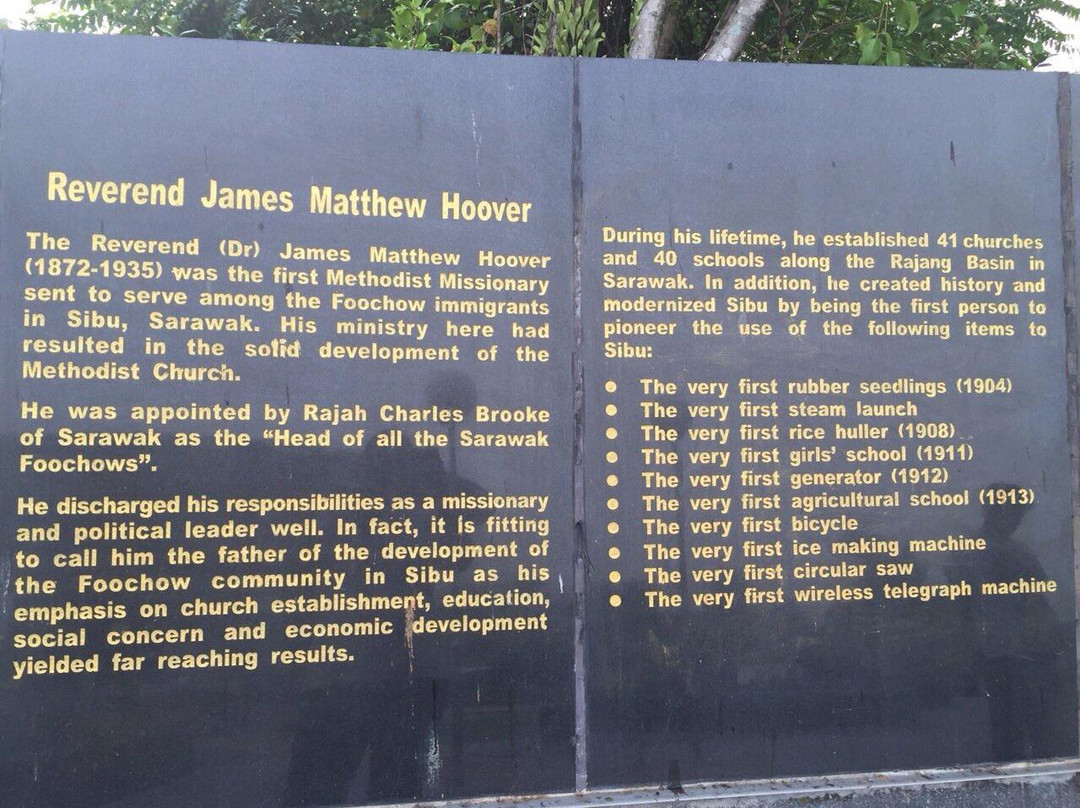 Reverend James Matthew Hoover
The Reverend (Dr) James Matthew Hoover
(1872-1935) was the first Methodist Missionary
sent to serve among the Foochow immigrants
in Sibu, Sarawak. His ministry here had
resulted in the solid development of the
Methodist Church.
He was appointed by Rajah Charles Brooke
of Sarawak as the “Head of all the Sarawak
Foochows”.
He discharged his responsibilities as a missionary
and political leader well. In fact, it is fitting
to call him the father of the development of
the Foochow community in Sibu as his
emphasis on church establishment, education,
social concern and economic development
yielded far reaching results.
During his lifetime, he established 41 churches
and 40 schools along the Rajang Basin in
Sarawak. In addition, he created history and
modernized Sibu by being the first person to
pioneer the use of the following items to
Sibu:
● The very first rubber seedlings (1904)
● The very first steam launch
● The very first rice huller (1908)
● The very first girls’ school (1911)
● The very first generator (1912)
● The very first agricultural school (1913)
● The very first bicycle
● The very first ice making machine
● The very first circular saw
● The very first wireless telegraph machine